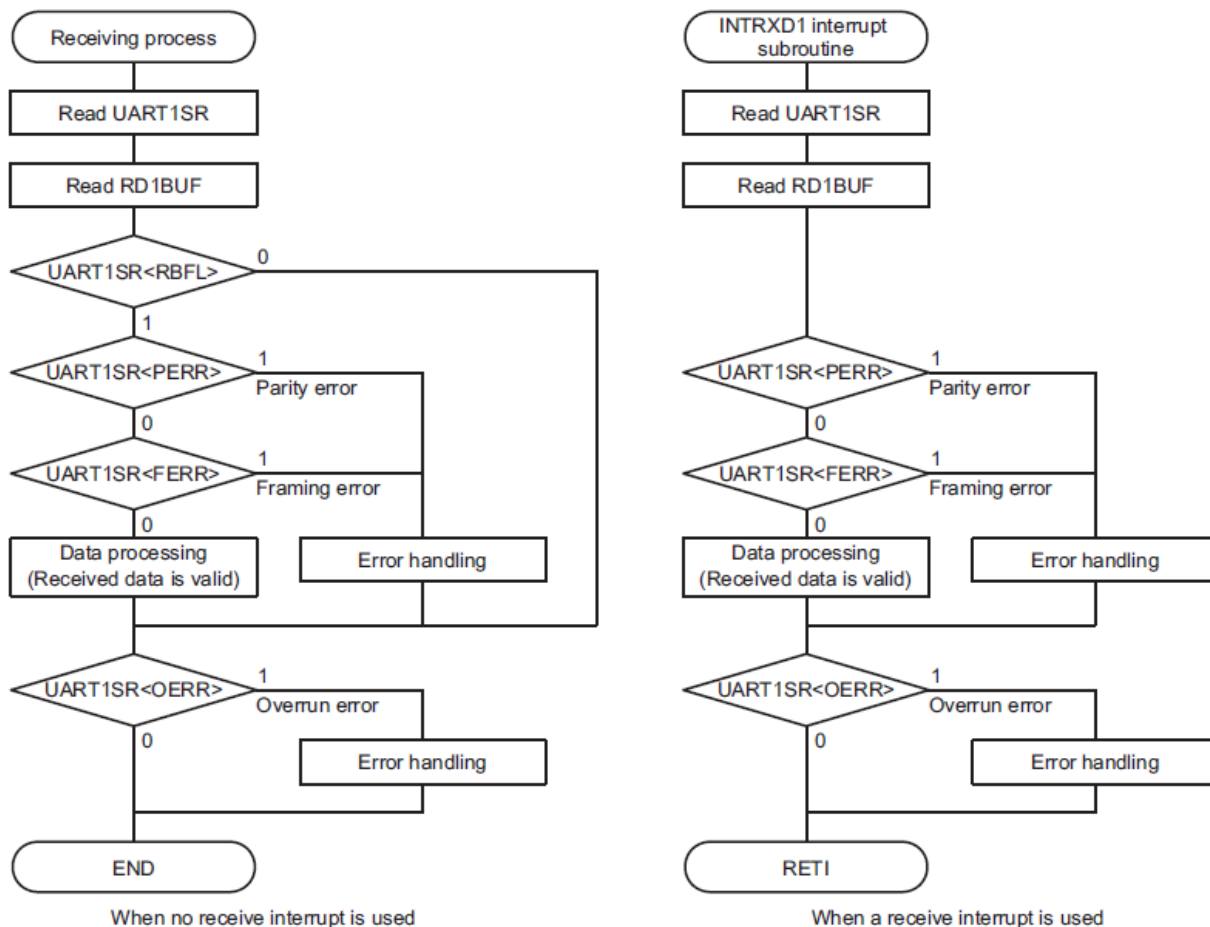 Receiving process
Read UART1SR
Read RD1BUF
UART1SR<RBFL>
0
1
UART1SR<PERR>
1
Parity error
0
UART1SR<FERR>
1
Framing error
0
Data processing
(Received data is valid)
Error handling
UART1SR<OERR>
1
Overrun error
0
Error handling
END
When no receive interrupt is used
INTRXD1 interrupt
subroutine
Read UART1SR
Read RD1BUF
UART1SR<PERR>
1
Parity error
0
UART1SR<FERR>
1
Framing error
0
Data processing
(Received data is valid)
Error handling
UART1SR<OERR>
1
Overrun error
0
Error handling
RETI
When a receive interrupt is used